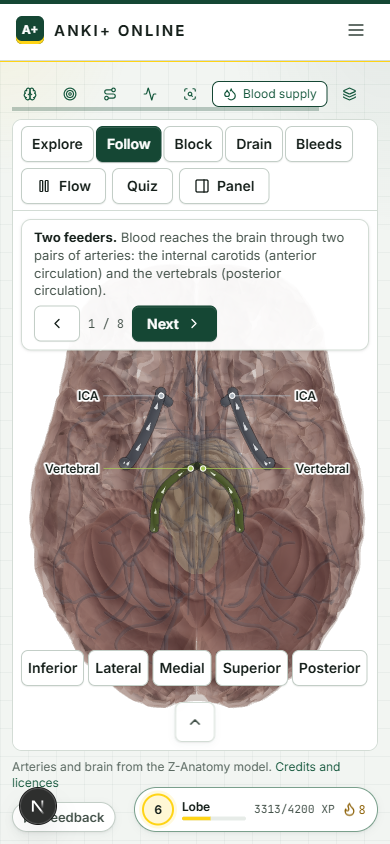 A+ ANKI+ ONLINE
Blood supply
Explore Follow Block Drain Bleeds
Flow Quiz Panel
Two feeders. Blood reaches the brain through two
pairs of arteries: the internal carotids (anterior
circulation) and the vertebrals (posterior
circulation).
1 / 8 Next
ICA ICA
Vertebral Vertebral
Inferior Lateral Medial Superior Posterior
Arteries and brain from the Z-Anatomy model. Credits and
licences
N eedback 6 Lobe 3313/4200 XP 8